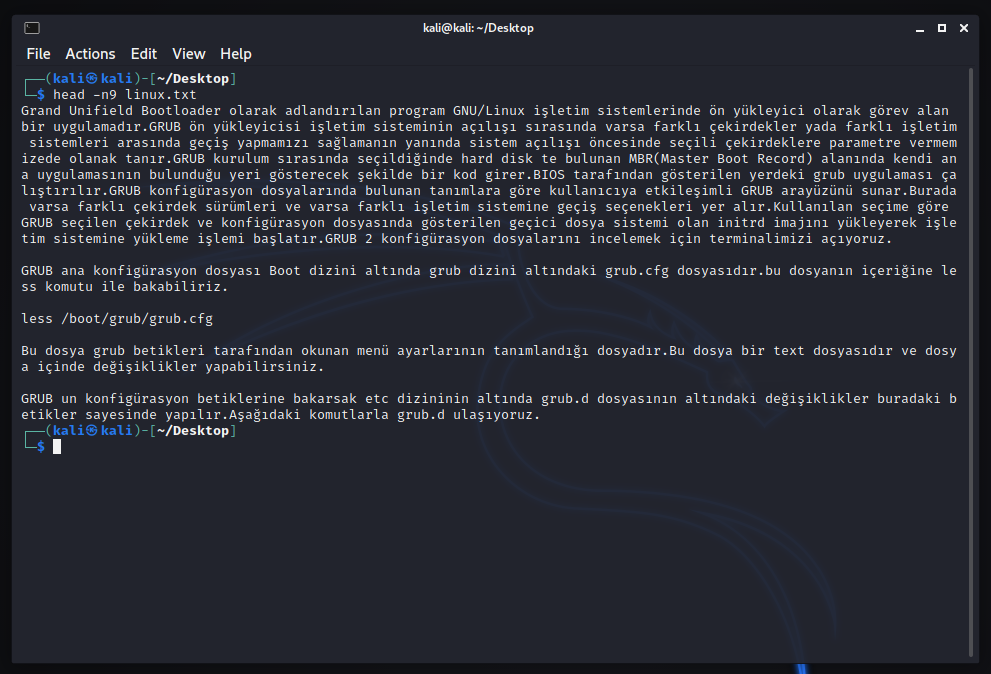 kali@kali: ~/Desktop
File Actions Edit View Help
┌──(kali㉿kali)-[~/Desktop]
└─$ head -n9 linux.txt
Grand Unifield Bootloader olarak adlandırılan program GNU/Linux işletim sistemlerinde ön yükleyici olarak görev alan
bir uygulamadır.GRUB ön yükleyicisi işletim sisteminin açılışı sırasında varsa farklı çekirdekler yada farklı işletim
 sistemleri arasında geçiş yapmamızı sağlamanın yanında sistem açılışı öncesinde seçili çekirdeklere parametre vermem
izede olanak tanır.GRUB kurulum sırasında seçildiğinde hard disk te bulunan MBR(Master Boot Record) alanında kendi an
a uygulamasının bulunduğu yeri gösterecek şekilde bir kod girer.BIOS tarafından gösterilen yerdeki grub uygulaması ça
lıştırılır.GRUB konfigürasyon dosyalarında bulunan tanımlara göre kullanıcıya etkileşimli GRUB arayüzünü sunar.Burada
 varsa farklı çekirdek sürümleri ve varsa farklı işletim sistemine geçiş seçenekleri yer alır.Kullanılan seçime göre
GRUB seçilen çekirdek ve konfigürasyon dosyasında gösterilen geçici dosya sistemi olan initrd imajını yükleyerek işle
tim sistemine yükleme işlemi başlatır.GRUB 2 konfigürasyon dosyalarını incelemek için terminalimizi açıyoruz.
GRUB ana konfigürasyon dosyası Boot dizini altında grub dizini altındaki grub.cfg dosyasıdır.bu dosyanın içeriğine le
ss komutu ile bakabiliriz.
less /boot/grub/grub.cfg
Bu dosya grub betikleri tarafından okunan menü ayarlarının tanımlandığı dosyadır.Bu dosya bir text dosyasıdır ve dosy
a içinde değişiklikler yapabilirsiniz.
GRUB un konfigürasyon betiklerine bakarsak etc dizininin altında grub.d dosyasının altındaki değişiklikler buradaki b
etikler sayesinde yapılır.Aşağıdaki komutlarla grub.d ulaşıyoruz.
┌──(kali㉿kali)-[~/Desktop]
└─$